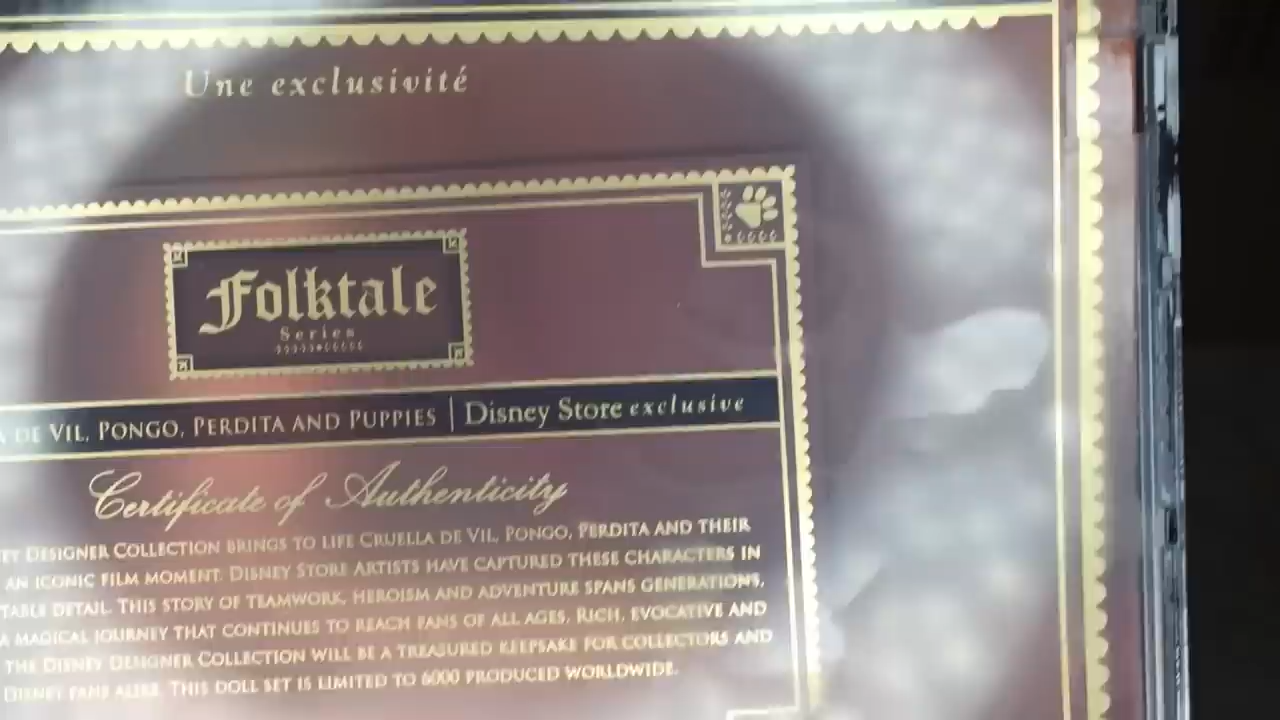 Une exclusivité
Folktale
Series
DE VIL, PONGO, PERDITA AND PUPPIES | Disney Store exclusive
Certificate of Authenticity
DESIGNER COLLECTION BRINGS TO LIFE CRUELLA DE VIL, PONGO, PERDITA AND THEIR
AN ICONIC FILM MOMENT. DISNEY STORE ARTISTS HAVE CAPTURED THESE CHARACTERS IN
DETAIL. THIS STORY OF TEAMWORK, HEROISM AND ADVENTURE SPANS GENERATIONS,
A MAGICAL JOURNEY THAT CONTINUES TO REACH FANS OF ALL AGES. RICH, EVOCATIVE AND
THE DISNEY DESIGNER COLLECTION WILL BE A TREASURED KEEPSAKE FOR COLLECTORS AND
DISNEY FANS ALIKE. THIS DOLL SET IS LIMITED TO 6000 PRODUCED WORLDWIDE.